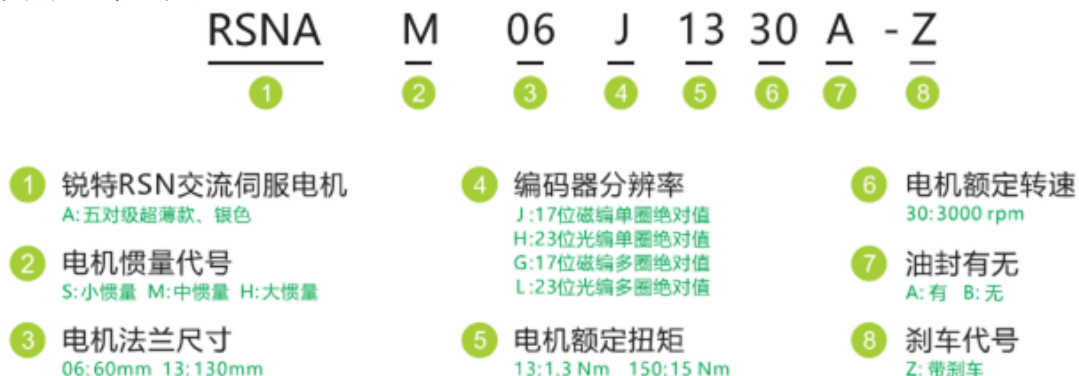 RSNA M 06 J 13 30 A - Z
1 2 3 4 5 6 7 8
1 锐特RSN交流伺服电机
A:五对级超薄款、银色
2 电机惯量代号
S:小惯量 M:中惯量 H:大惯量
3 电机法兰尺寸
06:60mm 13:130mm
4 编码器分辨率
J:17位磁编单圈绝对值
H:23位光编单圈绝对值
G:17位磁编多圈绝对值
L:23位光编多圈绝对值
5 电机额定扭矩
13:1.3 Nm 150:15 Nm
6 电机额定转速
30:3000 rpm
7 油封有无
A:有 B:无
8 刹车代号
Z:带刹车